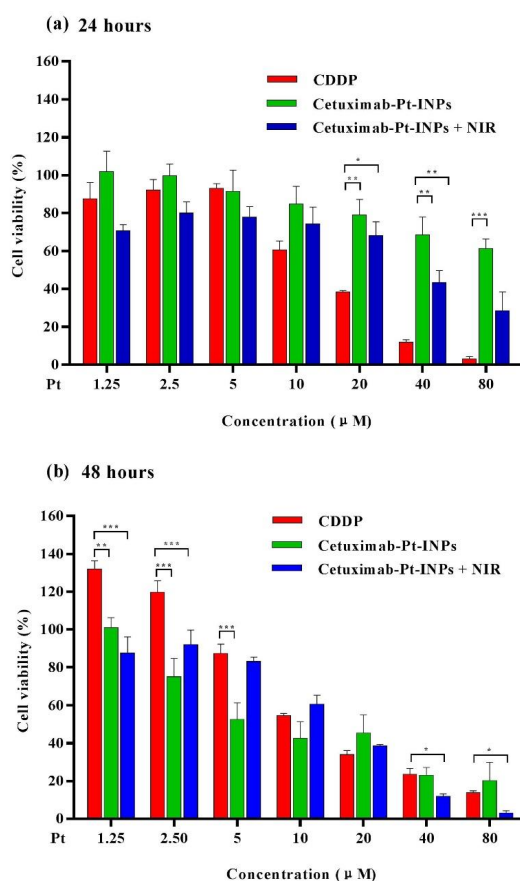 (a) 24 hours
160
140
120
100
80
60
40
20
0
Cell viability (%)
CDDP
Cetuximab-Pt-INPs
Cetuximab-Pt-INPs + NIR
*
**
**
**
***
Pt 1.25 2.5 5 10 20 40 80
Concentration (μM)
(b) 48 hours
160
140
120
100
80
60
40
20
0
Cell viability (%)
CDDP
Cetuximab-Pt-INPs
Cetuximab-Pt-INPs + NIR
***
**
***
***
***
*
*
Pt 1.25 2.50 5 10 20 40 80
Concentration (μM)